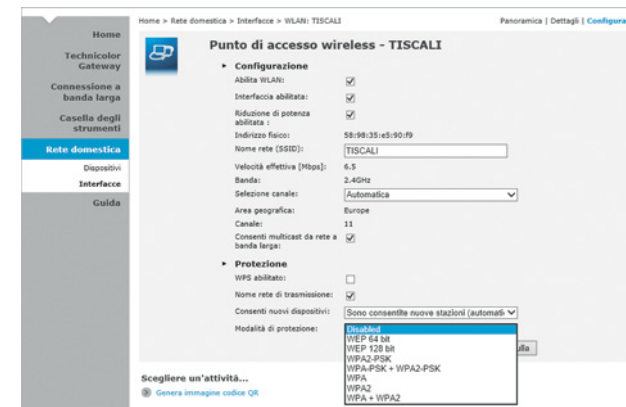 Home > Rete domestica > Interfacce > WLAN: TISCALI
Panoramica | Dettagli | Configura
Home
Technicolor
Gateway
Connessione a
banda larga
Casella degli
strumenti
Rete domestica
Dispositivi
Interfacce
Guida
Punto di accesso wireless - TISCALI
Configurazione
Abilita WLAN:
Interfaccia abilitata:
Riduzione di potenza
abilitata :
Indirizzo fisico: 58:98:35:e5:90:f9
Nome rete (SSID): TISCALI
Velocità effettiva [Mbps]: 6.5
Banda: 2.4GHz
Selezione canale: Automatica
Area geografica: Europe
Canale: 11
Consenti multicast da rete a
banda larga:
Protezione
WPS abilitato:
Nome rete di trasmissione:
Consenti nuovi dispositivi: Sono consentite nuove stazioni (automati
Modalità di protezione:
Disabled
WEP 64 bit
WEP 128 bit
WPA2-PSK
WPA-PSK + WPA2-PSK
WPA
WPA2
WPA + WPA2
ulla
Scegliere un'attività...
Genera immagine codice QR